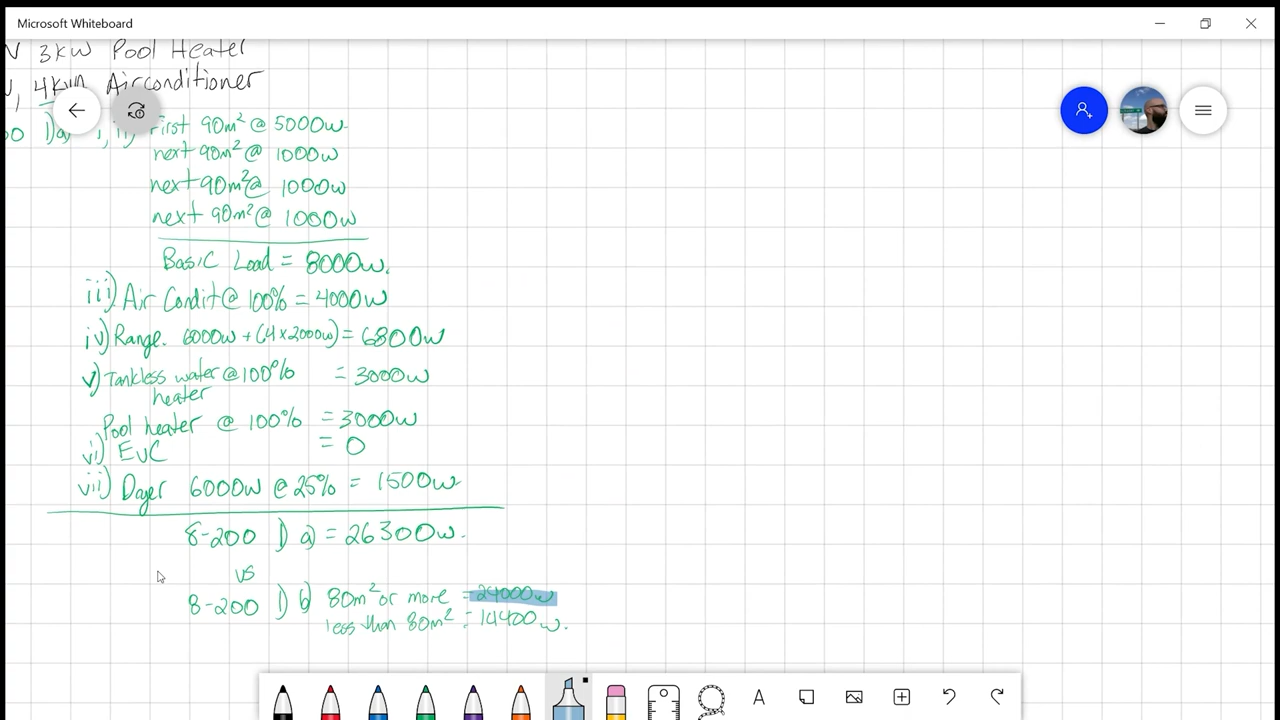 Microsoft Whiteboard
3kW Pool Heater
, 4kVA Airconditioner
1) a) i, ii) First 90m² @ 5000w
next 90m² @ 1000w
next 90m² @ 1000w
next 90m² @ 1000w
Basic Load = 8000w.
iii) Air Condit @ 100% = 4000w
iv) Range. 6000w + (.4 x 2000w) = 6800w
v) Tankless water @ 100% = 3000w
heater
Pool heater @ 100% = 3000w
vi) EVC = 0
vii) Dryer 6000w @ 25% = 1500w
8-200 1) a) = 26300w.
vs
8-200 1) b) 80m² or more = 24000w
less than 80m² = 14400w.
A